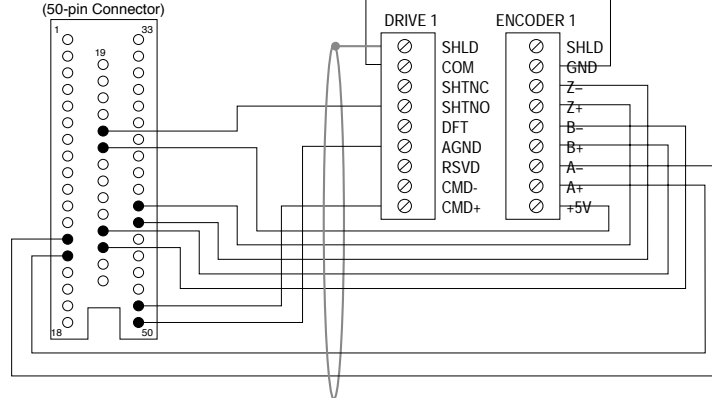 (50-pin Connector)
1
33
19
18
50
DRIVE 1
SHLD
COM
SHTNC
SHTNO
DFT
AGND
RSVD
CMD-
CMD+
ENCODER 1
SHLD
GND
Z–
Z+
B–
B+
A–
A+
+5V